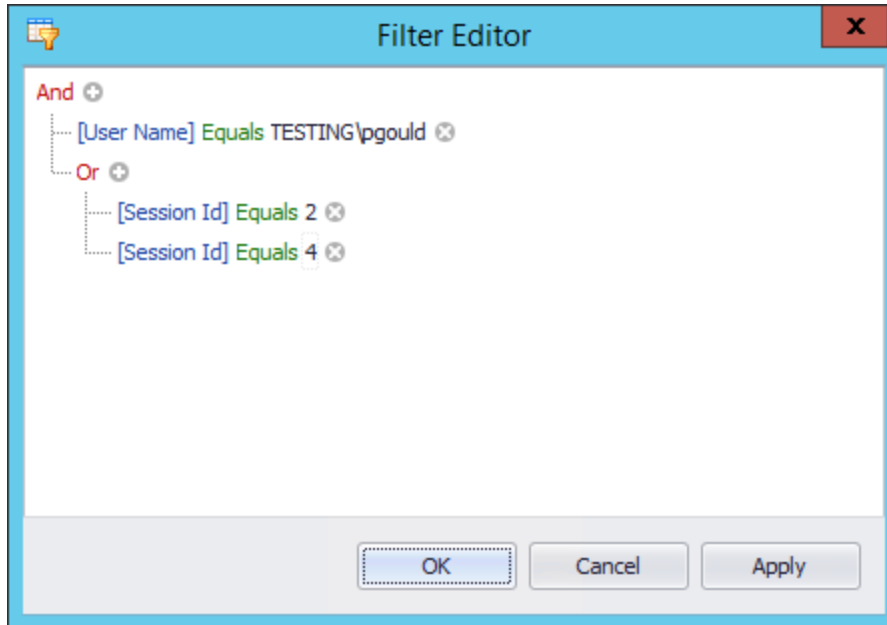 Filter Editor
x
And
[User Name] Equals TESTING\pgould
Or
[Session Id] Equals 2
[Session Id] Equals 4
OK Cancel Apply